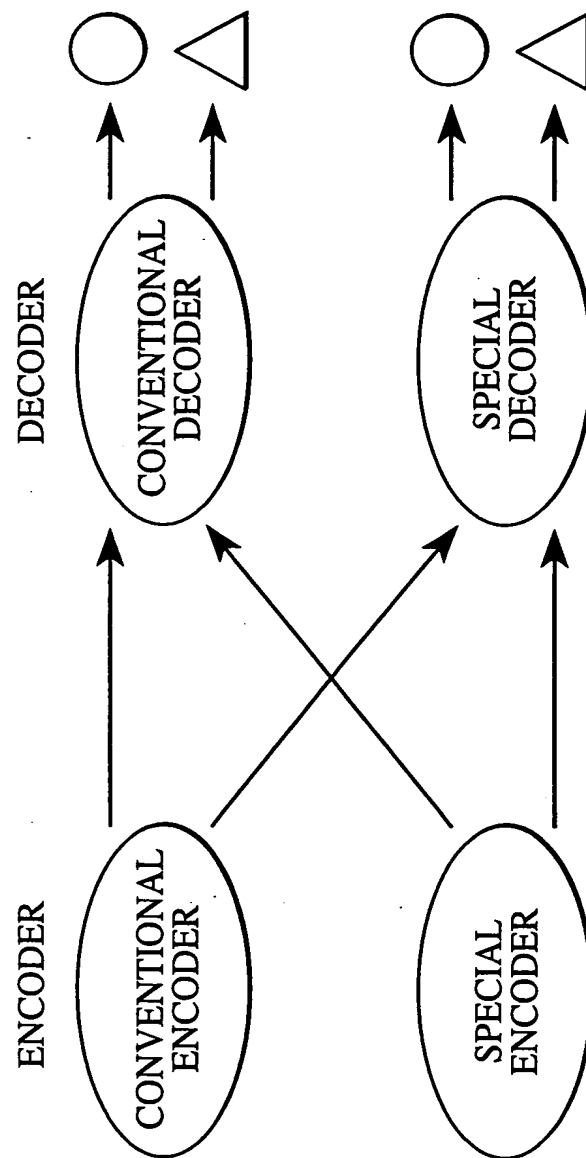 ENCODER
DECODER
CONVENTIONAL
ENCODER
CONVENTIONAL
DECODER
SPECIAL
ENCODER
SPECIAL
DECODER